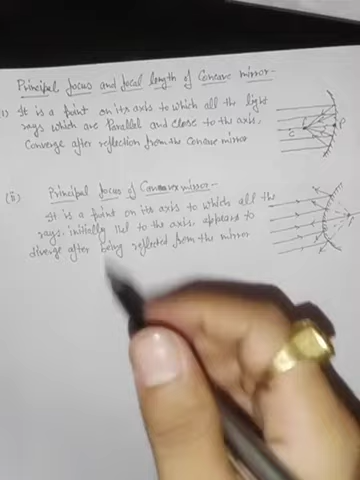 Principal focus and focal length of Concave mirror-
(i) It is a point on its axis to which all the light
rays which are Parallel and close to the axis,
Converge after reflection from the Concave mirror
C F P
(ii) Principal focus of Convex mirror-
It is a point on its axis to which all the
rays, initially llel to the axis, appears to
diverge after being reflected from the mirror